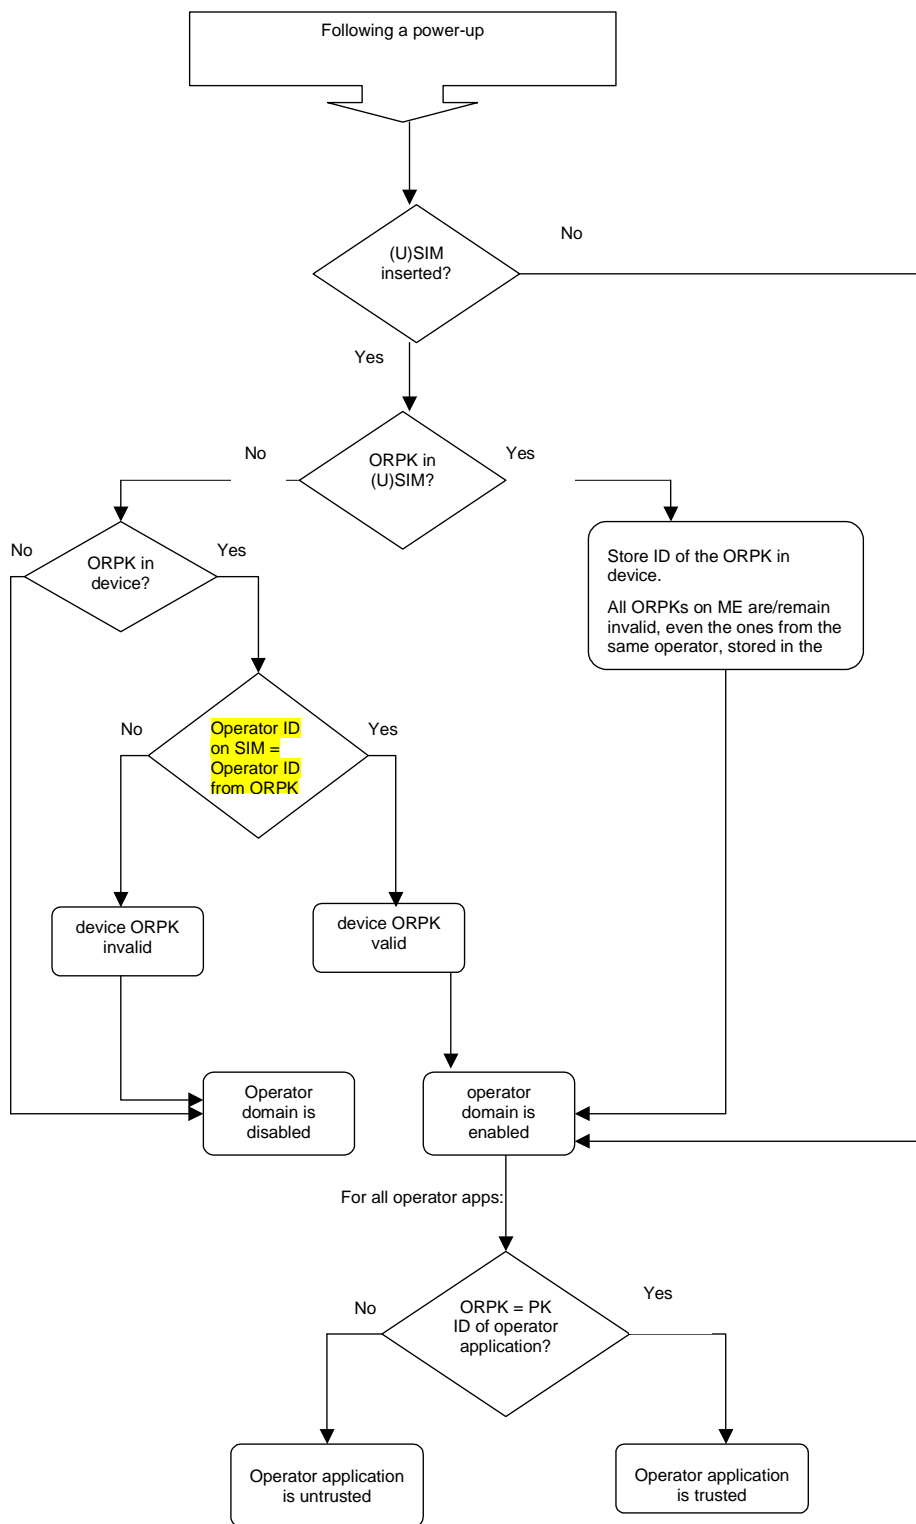 Following a power-up
(U)SIM
inserted?
No
Yes
ORPK in
(U)SIM?
No
Yes
ORPK in
device?
No
Yes
Store ID of the ORPK in
device.
All ORPKs on ME are/remain
invalid, even the ones from the
same operator, stored in the
Operator ID
on SIM =
Operator ID
from ORPK
No
Yes
device ORPK
invalid
device ORPK
valid
Operator
domain is
disabled
operator
domain is
enabled
For all operator apps:
ORPK = PK
ID of operator
application?
No
Yes
Operator application
is untrusted
Operator application
is trusted